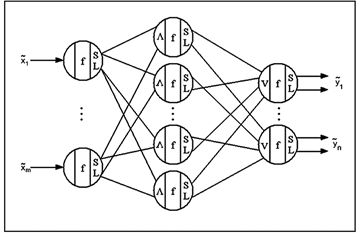 Λ f S L
x̃1 f S L
Λ f S L
V f S L ỹ1
⋮ ⋮ ⋮
Λ f S L
V f S L ỹn
x̃m f S L
Λ f S L